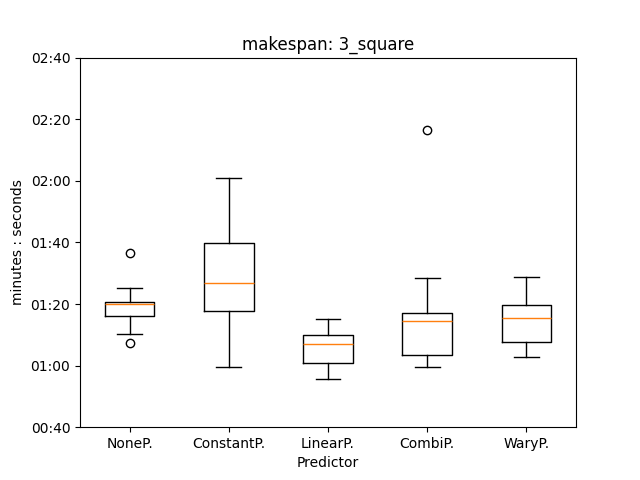 makespan: 3_square
02:40
02:20
02:00
01:40
01:20
01:00
00:40
minutes : seconds
NoneP. ConstantP. LinearP. CombiP. WaryP.
Predictor